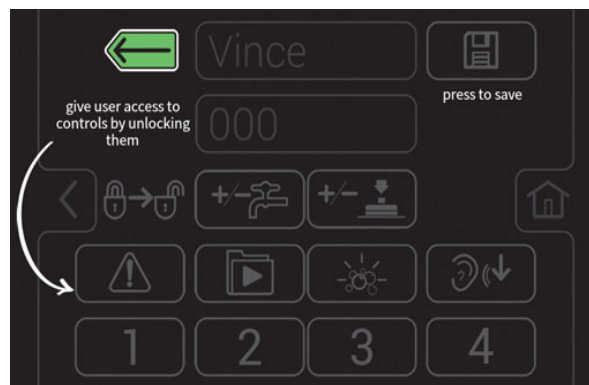 Vince
press to save
give user access to
controls by unlocking
them
000
+/- +/-
1 2 3 4